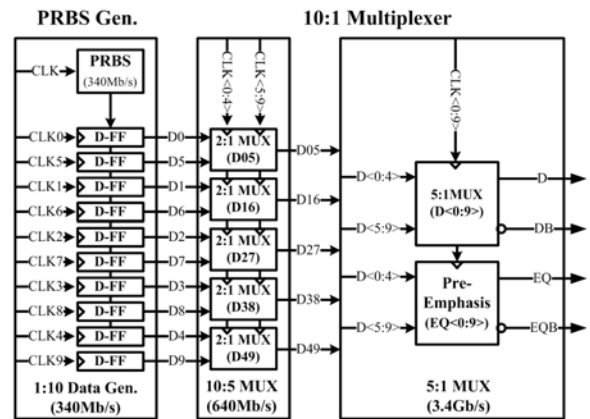 PRBS Gen.
10:1 Multiplexer
CLK
PRBS
(340Mb/s)
CLK<0:4>
CLK<5:9>
CLK<0:9>
CLK0
D-FF
D0
CLK5
D-FF
D5
CLK1
D-FF
D1
CLK6
D-FF
D6
CLK2
D-FF
D2
CLK7
D-FF
D7
CLK3
D-FF
D3
CLK8
D-FF
D8
CLK4
D-FF
D4
CLK9
D-FF
D9
2:1 MUX
(D05)
D05
2:1 MUX
(D16)
D16
2:1 MUX
(D27)
D27
2:1 MUX
(D38)
D38
2:1 MUX
(D49)
D49
D<0:4>
D<5:9>
5:1MUX
(D<0:9>)
D
DB
D<0:4>
D<5:9>
Pre-
Emphasis
(EQ<0:9>)
EQ
EQB
1:10 Data Gen.
(340Mb/s)
10:5 MUX
(640Mb/s)
5:1 MUX
(3.4Gb/s)